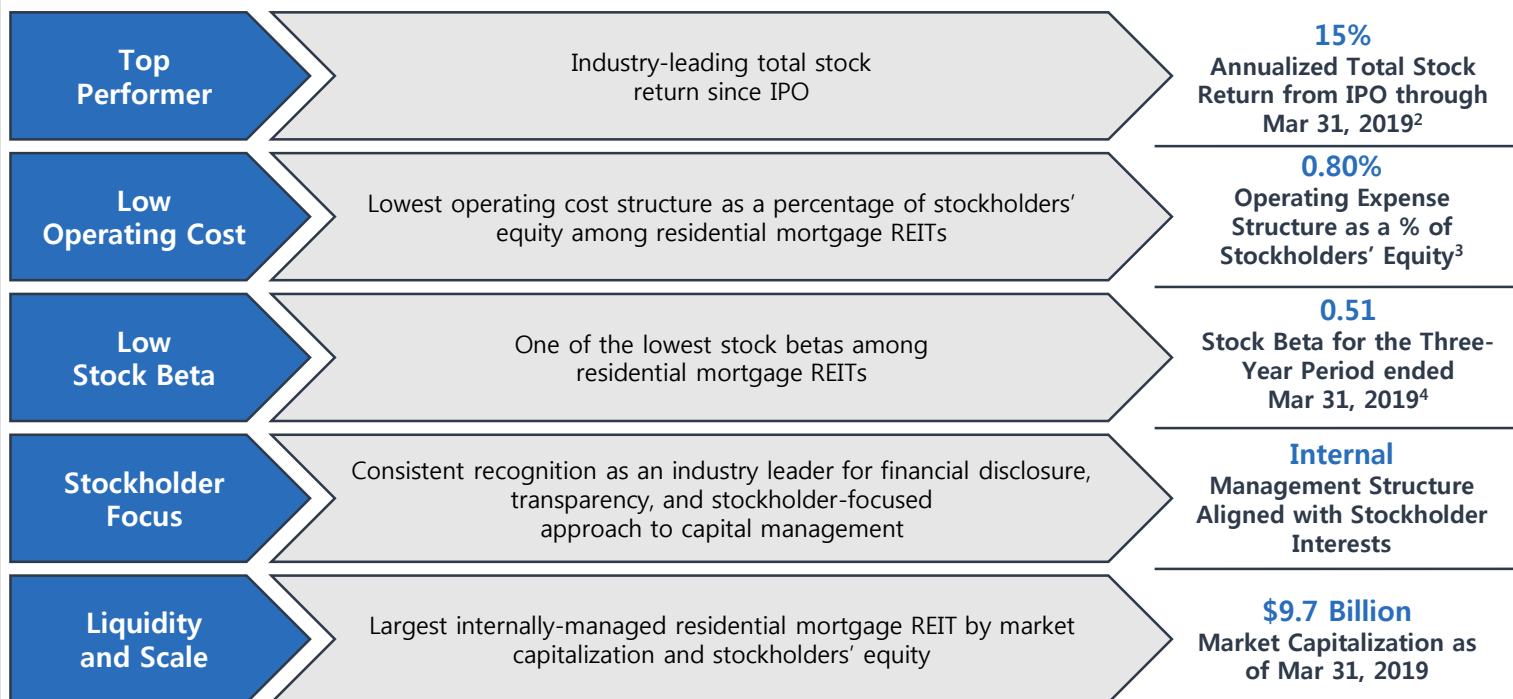 Top
Performer
Industry-leading total stock
return since IPO
15%
Annualized Total Stock
Return from IPO through
Mar 31, 2019²
Low
Operating Cost
Lowest operating cost structure as a percentage of stockholders’
equity among residential mortgage REITs
0.80%
Operating Expense
Structure as a % of
Stockholders’ Equity³
Low
Stock Beta
One of the lowest stock betas among
residential mortgage REITs
0.51
Stock Beta for the Three-
Year Period ended
Mar 31, 2019⁴
Stockholder
Focus
Consistent recognition as an industry leader for financial disclosure,
transparency, and stockholder-focused
approach to capital management
Internal
Management Structure
Aligned with Stockholder
Interests
Liquidity
and Scale
Largest internally-managed residential mortgage REIT by market
capitalization and stockholders’ equity
$9.7 Billion
Market Capitalization as
of Mar 31, 2019